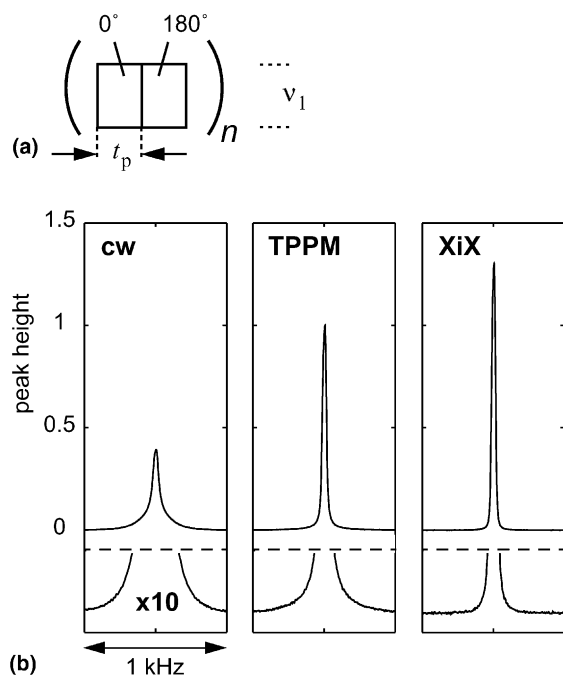 0° 180°
ν1
n
(a)
tp
1.5
cw TPPM XiX
1
peak height
0.5
0
x10
(b)
1 kHz